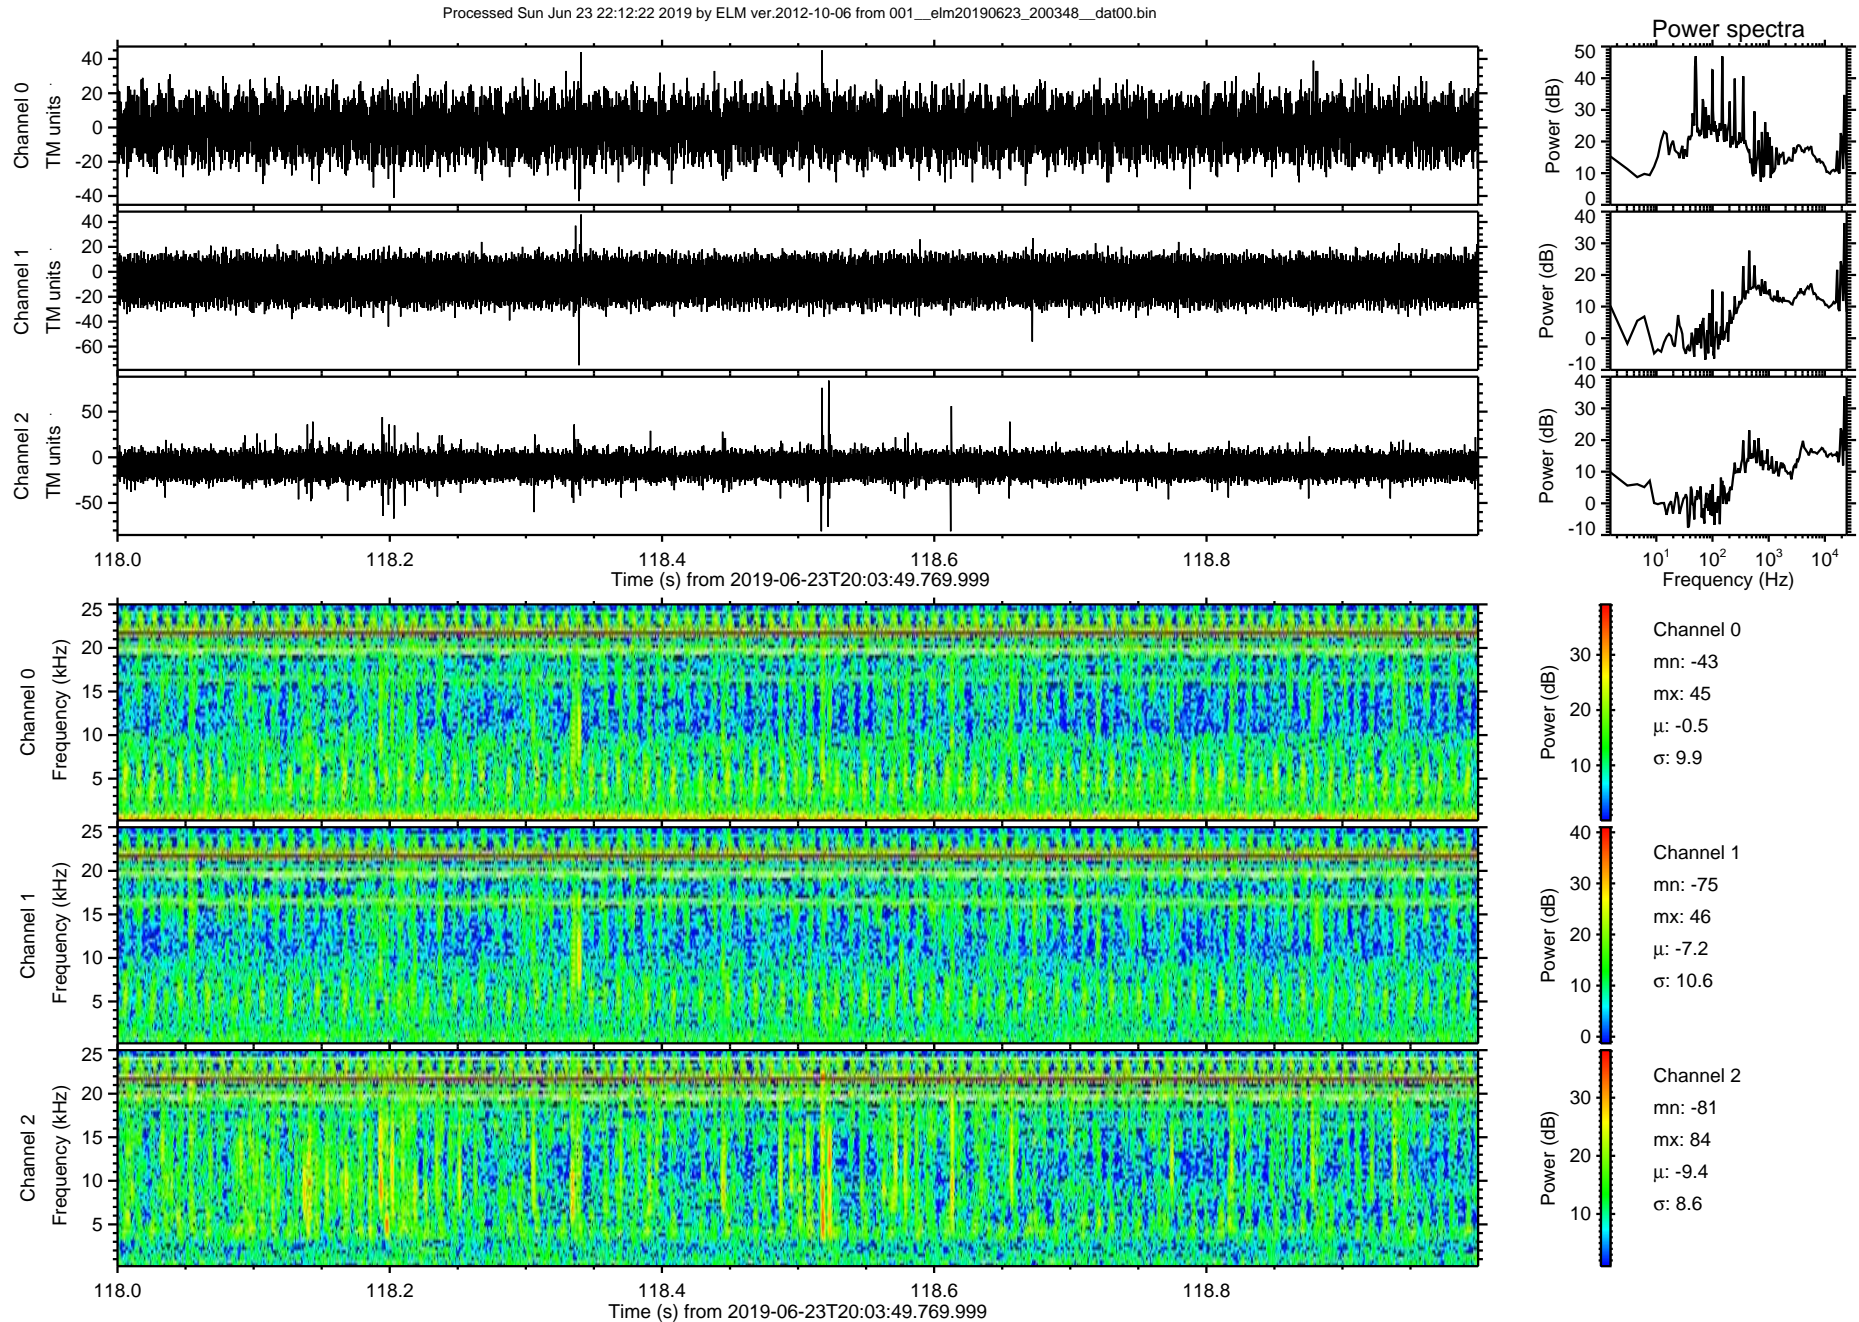 Processed Sun Jun 23 22:12:22 2019 by ELM ver.2012-10-06 from 001__elm20190623_200348__dat00.bin
Power spectra
Channel 0
TM units
40
20
0
-20
-40
Power (dB)
50
40
30
20
10
0
Channel 1
TM units
40
20
0
-20
-40
-60
Power (dB)
40
30
20
10
0
-10
Channel 2
TM units
50
0
-50
Power (dB)
40
30
20
10
0
-10
118.0 118.2 118.4 118.6 118.8
Time (s) from 2019-06-23T20:03:49.769.999
10¹ 10² 10³ 10⁴
Frequency (Hz)
Channel 0
Frequency (kHz)
25
20
15
10
5
Power (dB)
30
20
10
Channel 0
mn: -43
mx: 45
μ: -0.5
σ: 9.9
Channel 1
Frequency (kHz)
25
20
15
10
5
Power (dB)
40
30
20
10
0
Channel 1
mn: -75
mx: 46
μ: -7.2
σ: 10.6
Channel 2
Frequency (kHz)
25
20
15
10
5
Power (dB)
30
20
10
Channel 2
mn: -81
mx: 84
μ: -9.4
σ: 8.6
118.0 118.2 118.4 118.6 118.8
Time (s) from 2019-06-23T20:03:49.769.999